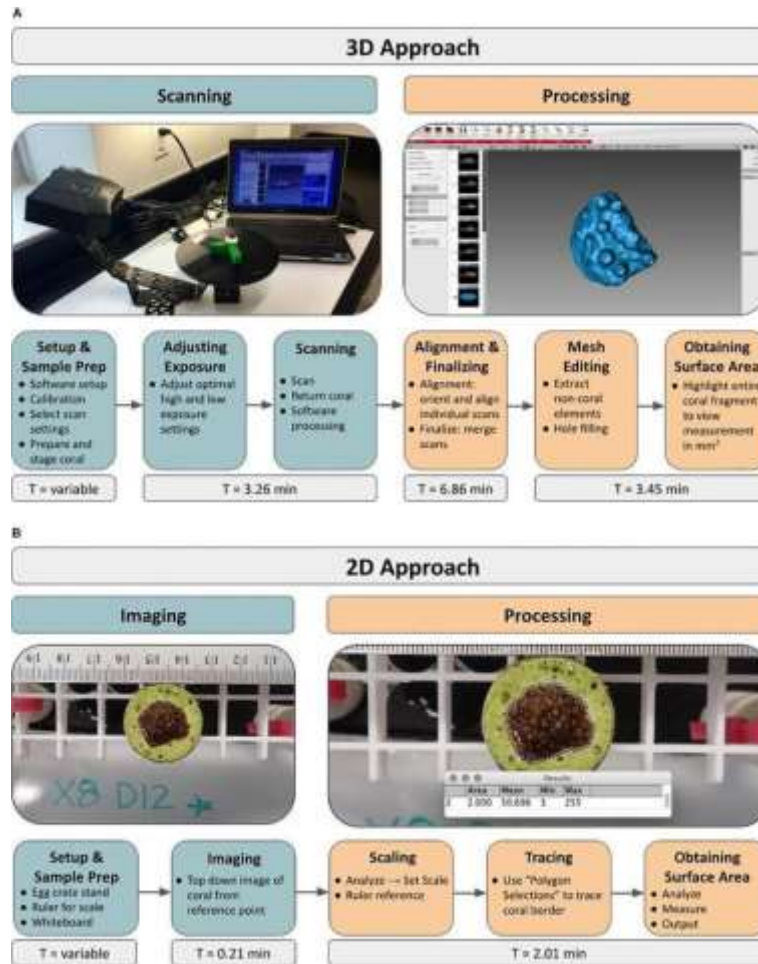 A
3D Approach
Scanning
Processing
Setup &
Sample Prep
● Software setup
● Calibration
● Select scan
settings
● Prepare and
stage coral
Adjusting
Exposure
● Adjust optimal
high and low
exposure
settings
Scanning
● Scan
● Return coral
● Software
processing
Alignment &
Finalizing
● Alignment:
orient and align
individual scans
● Finalize: merge
scans
Mesh
Editing
● Extract
non-coral
elements
● Hole filling
Obtaining
Surface Area
● Highlight entire
coral fragment
to view
measurement
in mm²
T = variable
T = 3.26 min
T = 6.86 min
T = 3.45 min
B
2D Approach
Imaging
Processing
X8 D12
Results
Area Mean Min Max
2.000 50.696 3 255
Setup &
Sample Prep
● Egg crate stand
● Ruler for scale
● Whiteboard
Imaging
● Top down image of
coral from
reference point
Scaling
● Analyze → Set Scale
● Ruler reference
Tracing
● Use "Polygon
Selections" to trace
coral border
Obtaining
Surface Area
● Analyze
● Measure
● Output
T = variable
T = 0.21 min
T = 2.01 min